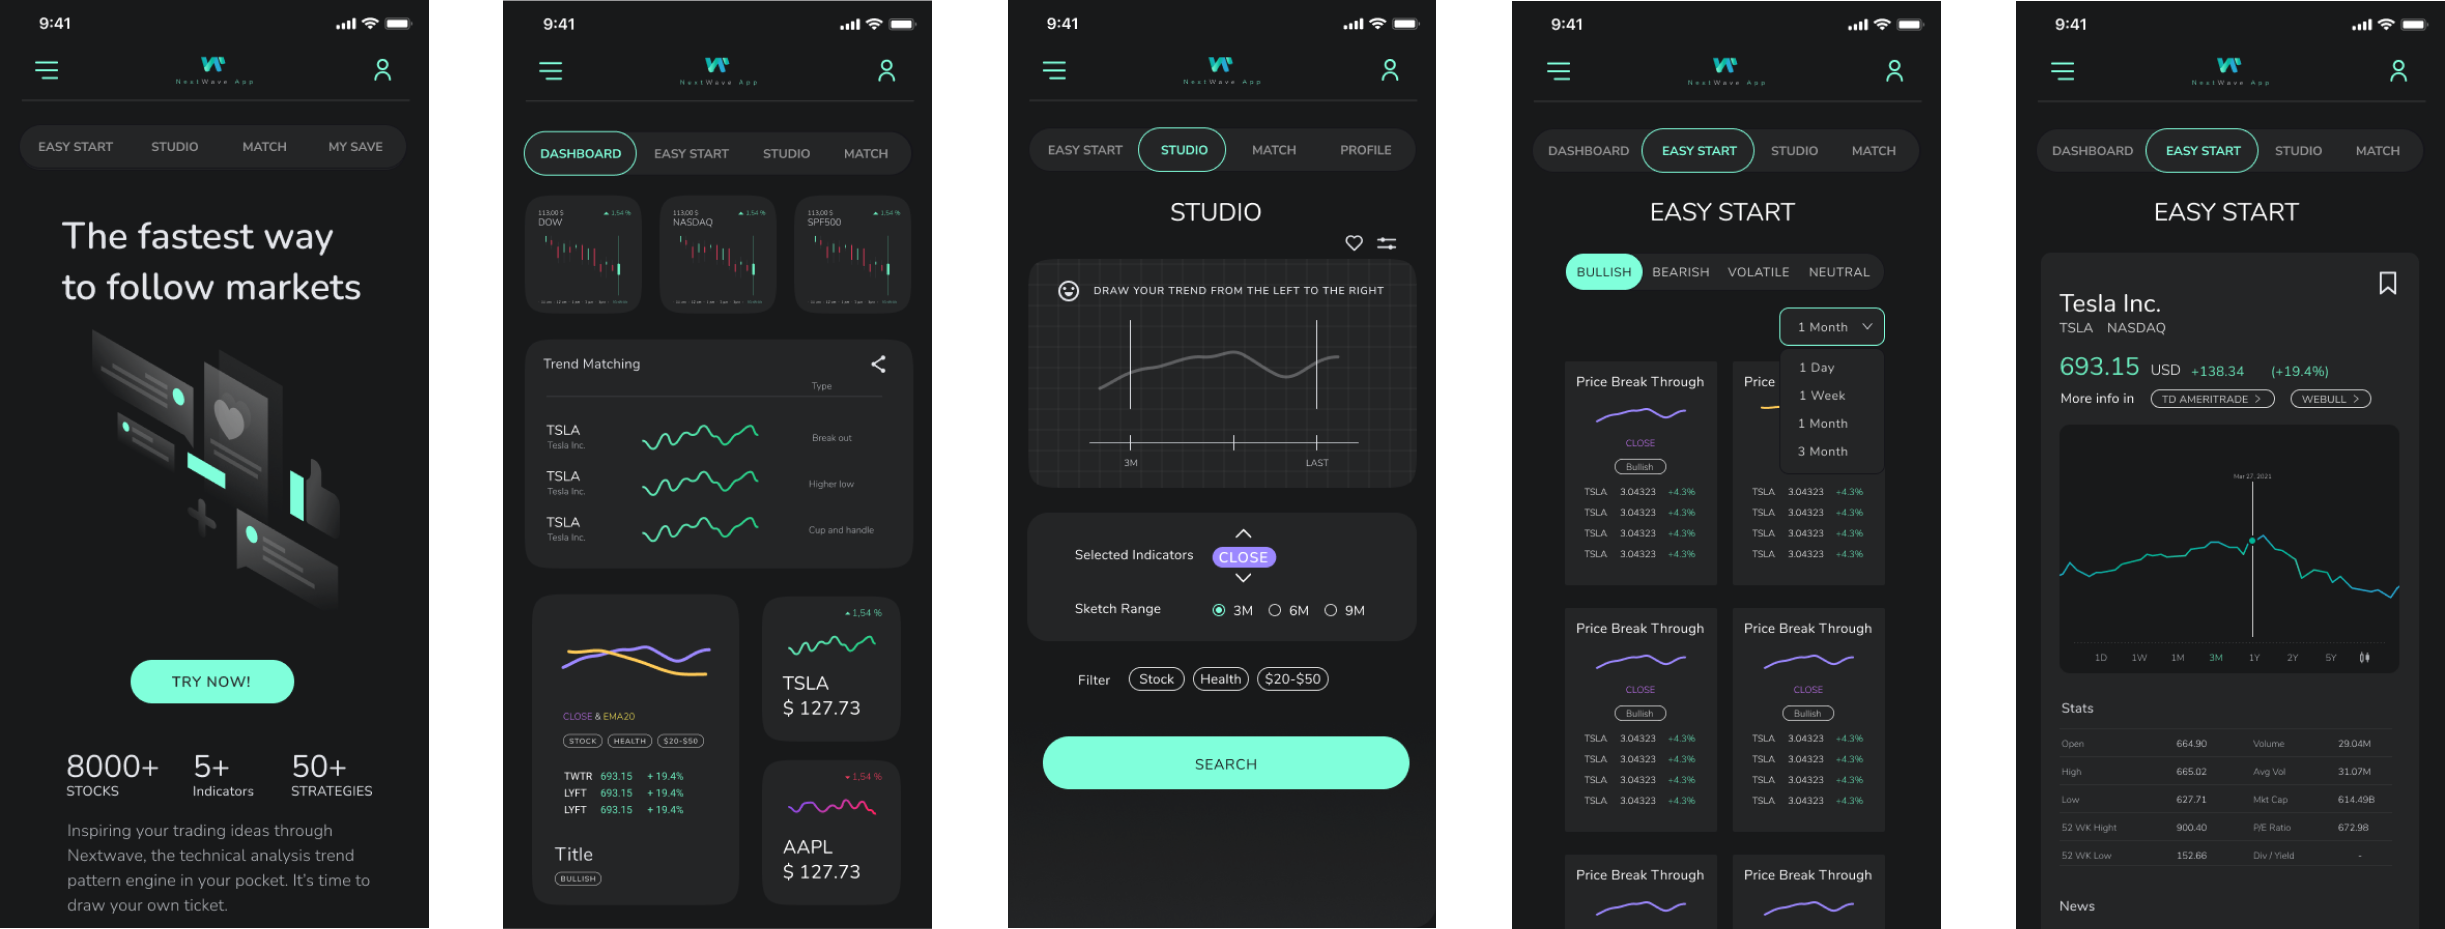 9:41
NextWave App
EASY START STUDIO MATCH MY SAVE
The fastest way
to follow markets
TRY NOW!
8000+ 5+ 50+
STOCKS Indicators STRATEGIES
Inspiring your trading ideas through
Nextwave, the technical analysis trend
pattern engine in your pocket. It's time to
draw your own ticket.
9:41
NextWave App
DASHBOARD EASY START STUDIO MATCH
113,00 $ 1,54 %
DOW
113,00 $ 1,54 %
NASDAQ
113,00 $ 1,54 %
SPF500
Trend Matching
Type
TSLA
Tesla Inc.
Break out
TSLA
Tesla Inc.
Higher low
TSLA
Tesla Inc.
Cup and handle
CLOSE & EMA20
STOCK HEALTH $20-$50
TWTR 693.15 + 19.4%
LYFT 693.15 + 19.4%
LYFT 693.15 + 19.4%
Title
BULLISH
1,54 %
TSLA
$ 127.73
1,54 %
AAPL
$ 127.73
9:41
NextWave App
EASY START STUDIO MATCH PROFILE
STUDIO
DRAW YOUR TREND FROM THE LEFT TO THE RIGHT
3M LAST
Selected Indicators CLOSE
Sketch Range 3M 6M 9M
Filter Stock Health $20-$50
SEARCH
9:41
NextWave App
DASHBOARD EASY START STUDIO MATCH
EASY START
BULLISH BEARISH VOLATILE NEUTRAL
1 Month
1 Day
1 Week
1 Month
3 Month
Price Break Through
CLOSE
Bullish
TSLA 3.04323 +4.3%
TSLA 3.04323 +4.3%
TSLA 3.04323 +4.3%
TSLA 3.04323 +4.3%
Price
TSLA 3.04323 +4.3%
TSLA 3.04323 +4.3%
TSLA 3.04323 +4.3%
TSLA 3.04323 +4.3%
Price Break Through
CLOSE
Bullish
TSLA 3.04323 +4.3%
TSLA 3.04323 +4.3%
TSLA 3.04323 +4.3%
TSLA 3.04323 +4.3%
Price Break Through
CLOSE
Bullish
TSLA 3.04323 +4.3%
TSLA 3.04323 +4.3%
TSLA 3.04323 +4.3%
TSLA 3.04323 +4.3%
Price Break Through
Price Break Through
9:41
NextWave App
DASHBOARD EASY START STUDIO MATCH
EASY START
Tesla Inc.
TSLA NASDAQ
693.15 USD +138.34 (+19.4%)
More info in TD AMERITRADE > WEBULL >
Mar 27, 2021
1D 1W 1M 3M 1Y 2Y 5Y
Stats
Open 664.90 Volume 29.04M
High 665.02 Avg Vol 31.07M
Low 627.71 Mkt Cap 614.49B
52 WK Hight 900.40 P/E Ratio 672.98
52 WK Low 152.66 Div / Yield -
News